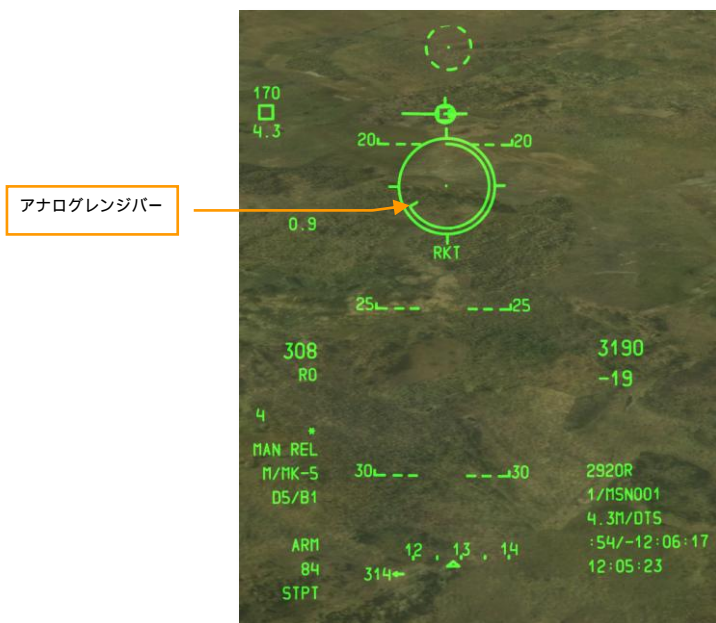 170
4.3
20 20
アナログレンジバー
0.9
RKT
25 25
308
RO
3190
-19
4
*
MAN REL
M/MK-5
D5/B1
30 30
2920R
1/MSN001
4.3M/DTS
:54/-12:06:17
12:05:23
ARM
84
STPT
12 . 13 . 14
314←